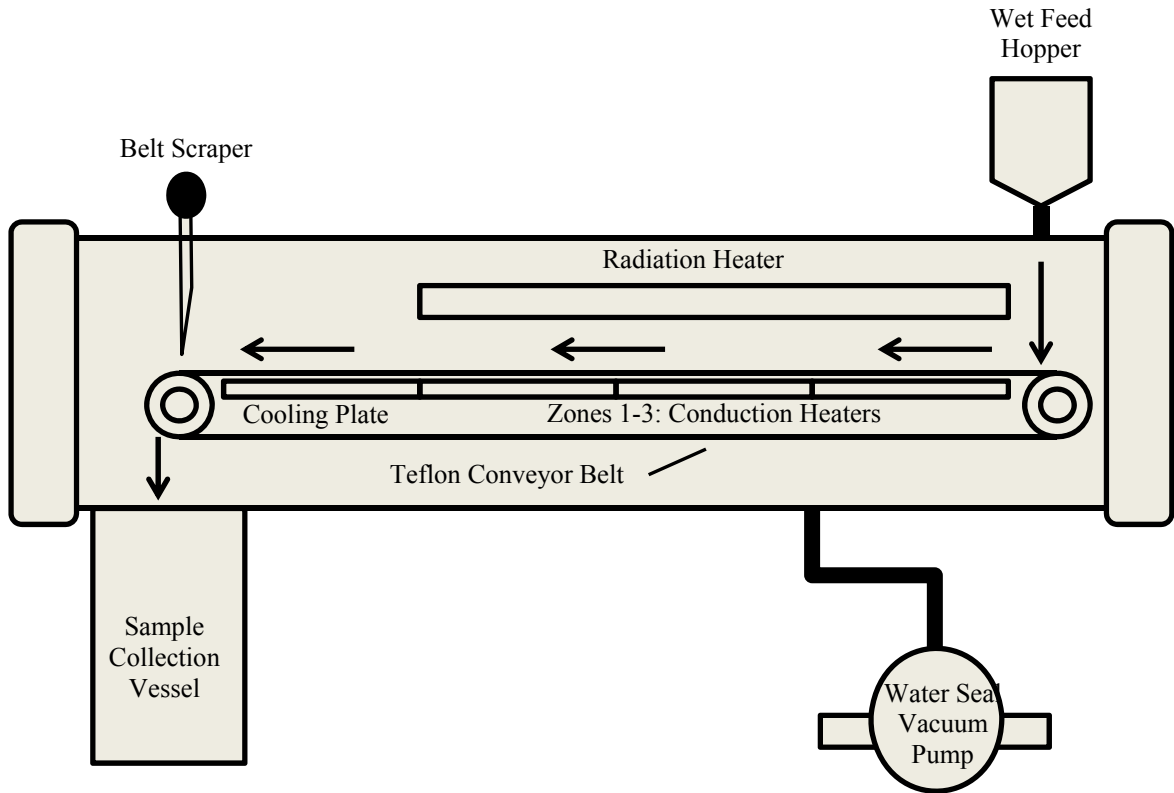 Wet Feed
Hopper
Belt Scraper
Radiation Heater
Cooling Plate
Zones 1-3: Conduction Heaters
Teflon Conveyor Belt
Sample
Collection
Vessel
Water Seal
Vacuum
Pump